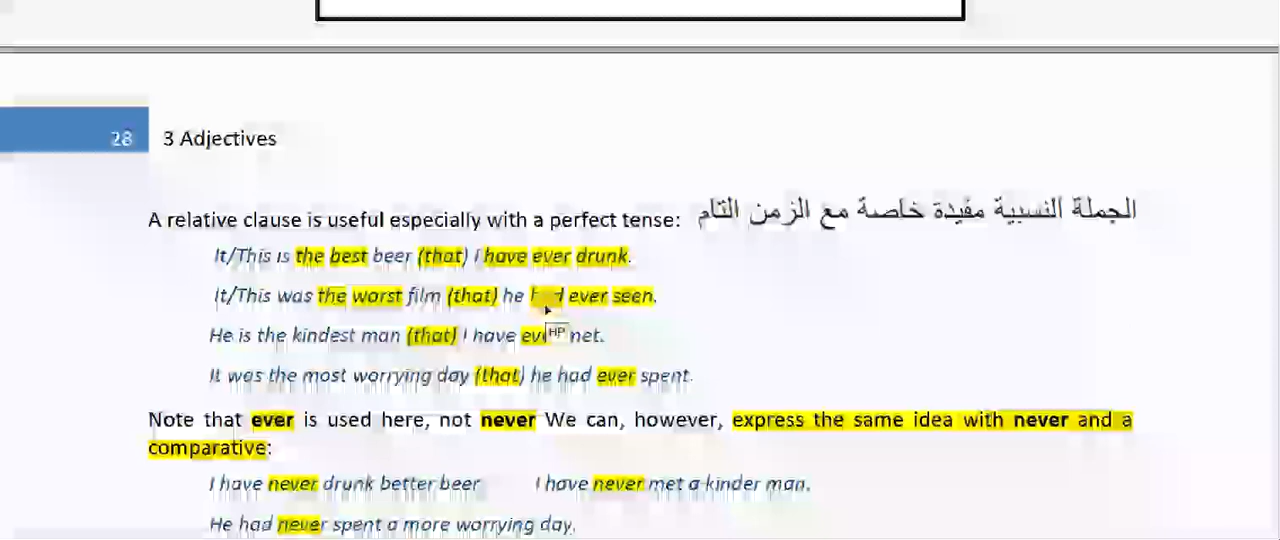 28 3 Adjectives
A relative clause is useful especially with a perfect tense: الجملة النسبية مفيدة خاصة مع الزمن التام
It/This is the best beer (that) I have ever drunk.
It/This was the worst film (that) he had ever seen.
He is the kindest man (that) I have
HP
It was the most worrying day (that) he had ever spent.
Note that ever is used here, not never We can, however, express the same idea with never and a
comparative:
I have never drunk better beer I have never met a kinder man.
He had never spent a more worrying day.